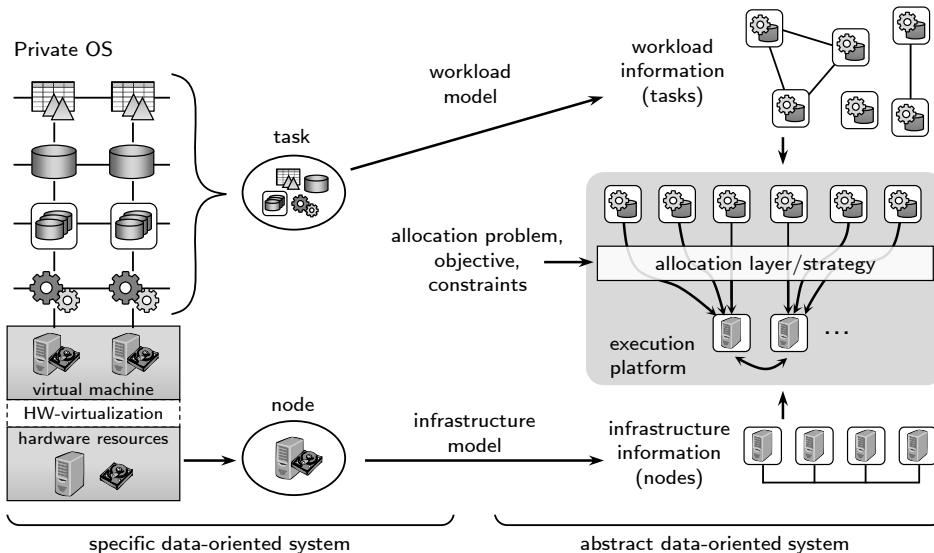 Private OS
task
workload
model
workload
information
(tasks)
allocation problem,
objective,
constraints
allocation layer/strategy
execution
platform
...
virtual machine
HW-virtualization
hardware resources
node
infrastructure
model
infrastructure
information
(nodes)
specific data-oriented system
abstract data-oriented system